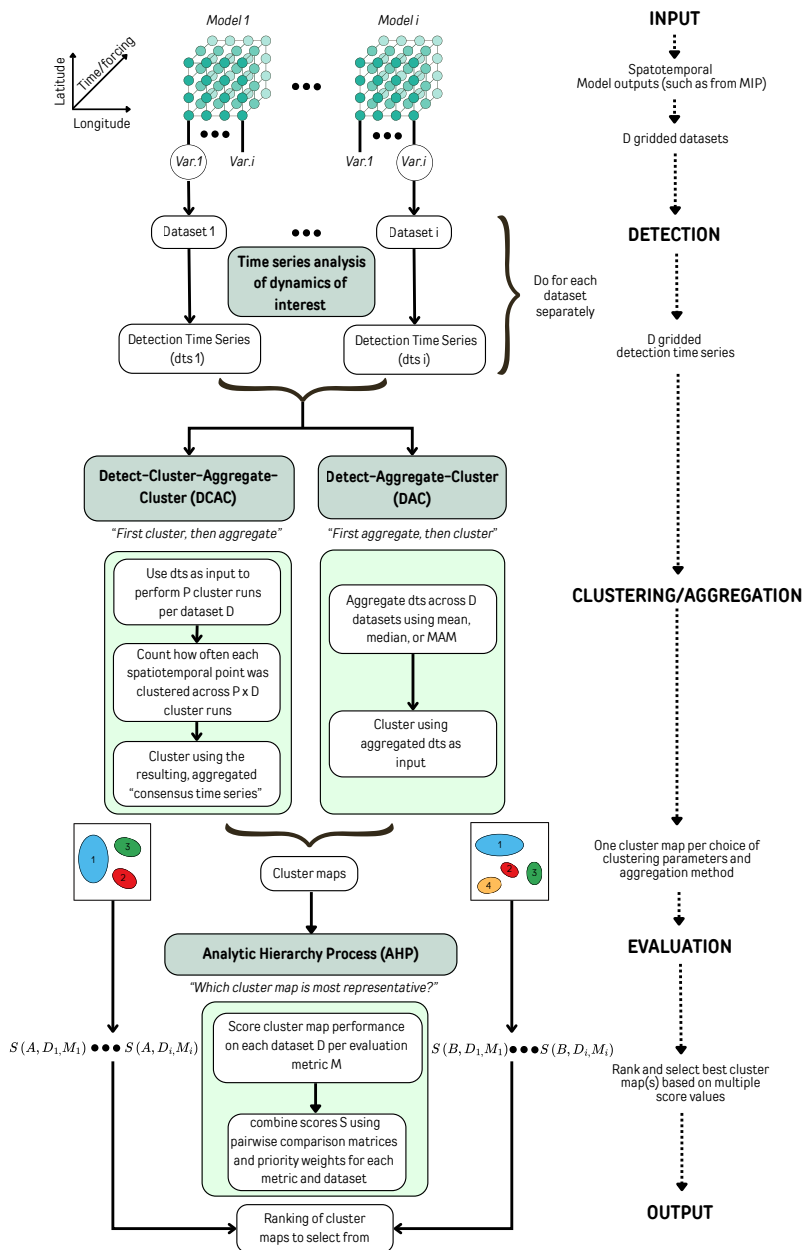 Model 1
Model i
INPUT
Latitude
Time/forcing
Longitude
Spatotemporal
Model outputs (such as from MIP)
D gridded datasets
Var.1
Var.i
Var.1
Var.i
Dataset 1
Dataset i
DETECTION
Time series analysis
of dynamics of
interest
Do for each
dataset
separately
Detection Time Series
(dts 1)
Detection Time Series
(dts i)
D gridded
detection time series
Detect-Cluster-Aggregate-
Cluster (DCAC)
Detect-Aggregate-Cluster
(DAC)
"First cluster, then aggregate"
"First aggregate, then cluster"
Use dts as input to
perform P cluster runs
per dataset D
Count how often each
spatiotemporal point was
clustered across P x D
cluster runs
Cluster using the
resulting, aggregated
"consensus time series"
Aggregate dts across D
datasets using mean,
median, or MAM
Cluster using
aggregated dts as
input
CLUSTERING/AGGREGATION
1
3
2
1
2
3
4
Cluster maps
One cluster map per choice of
clustering parameters and
aggregation method
EVALUATION
Analytic Hierarchy Process (AHP)
"Which cluster map is most representative?"
Score cluster map performance
on each dataset D per evaluation
metric M
S(A, D1, M1) ••• S(A, Di, Mi)
S(B, D1, M1) ••• S(B, Di, Mi)
combine scores S using
pairwise comparison matrices
and priority weights for each
metric and dataset
Rank and select best cluster
map(s) based on multiple
score values
Ranking of cluster
maps to select from
OUTPUT